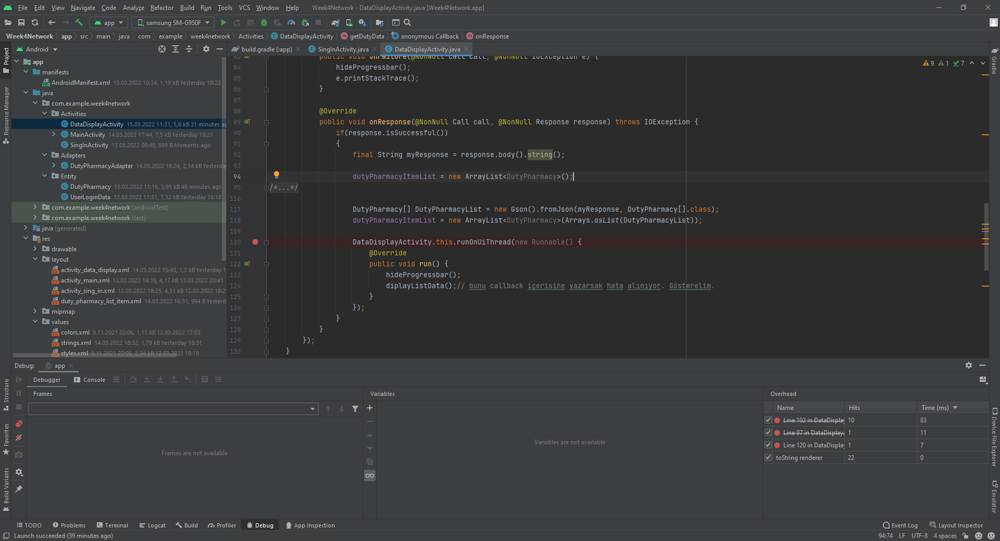 File Edit View Navigate Code Analyze Refactor Build Run Tools VCS Window Help Week4Network - DataDisplayActivity.java [Week4Network.app]
app samsung SM-G950F
Week4Network app src main java com example week4network Activities DataDisplayActivity getDutyData anonymous Callback onResponse
Android
build.gradle (:app) SingInActivity.java DataDisplayActivity.java
Project
Resource Manager
Structure
Favorites
Build Variants
app
manifests
AndroidManifest.xml 13.03.2022 10:34, 1,19 kB Yesterday 18:22
java
com.example.week4network
Activities
DataDisplayActivity 15.03.2022 11:31, 5,6 kB 31 minutes ag
MainActivity 14.03.2022 17:44, 7,5 kB Yesterday 18:21
SingInActivity 13.03.2022 00:48, 889 B Moments ago
Adapters
DutyPharmacyAdapter 14.03.2022 16:24, 2,14 kB Yesterda
Entity
DutyPharmacy 15.03.2022 11:16, 3,95 kB 46 minutes ago
UserLoginData 12.03.2022 17:51, 7,32 kB Yesterday 16:18
com.example.week4network (androidTest)
com.example.week4network (test)
java (generated)
res
drawable
layout
activity_data_display.xml 14.03.2022 15:48, 1,3 kB Yesterday 1
activity_main.xml 13.03.2022 14:35, 4,17 kB 13.03.2022 20:41
activity_sing_in.xml 12.03.2022 18:25, 4,31 kB 12.03.2022 18:2
duty_pharmacy_list_item.xml 14.03.2022 16:31, 994 B Yesterd
mipmap
values
colors.xml 9.11.2021 22:06, 1,15 kB 12.03.2022 17:03
strings.xml 14.03.2022 18:32, 1,79 kB Yesterday 18:31
styles.xml 9.11.2021 22:06, 2,34 kB 12.03.2022 18:19
83 public void onFailure(@NonNull Call call, @NonNull IOException e) {
84 hideProgressbar();
85 e.printStackTrace();
86 }
87
88 @Override
89 public void onResponse(@NonNull Call call, @NonNull Response response) throws IOException {
90 if(response.isSuccessful())
91 {
92 final String myResponse = response.body().string();
93
94 dutyPharmacyItemList = new ArrayList<DutyPharmacy>();
95 /*...*/
116
117 DutyPharmacy[] DutyPharmacyList = new Gson().fromJson(myResponse, DutyPharmacy[].class);
118 dutyPharmacyItemList = new ArrayList<DutyPharmacy>(Arrays.asList(DutyPharmacyList));
119
120 DataDisplayActivity.this.runOnUiThread(new Runnable() {
121 @Override
122 public void run() {
123 hideProgressbar();
124 diplayListData();// bunu callback içerisine yazarsak hata alınıyor. Gösterelim.
125 }
126 });
127 }
128 }
129 });
130 }
9 1 7
Gradle
Device File Explorer
Emulator
Debug: app
Debugger Console
Frames Variables Overhead
Name Hits Time (ms)
Line 102 in DataDisplay 10 83
Line 97 in DataDisplay. 1 11
Line 120 in DataDisplay 1 7
toString renderer 22 0
Frames are not available
Variables are not available
TODO Problems Terminal Logcat Build Profiler Debug App Inspection Event Log Layout Inspector
Launch succeeded (39 minutes ago) 94:74 LF UTF-8 4 spaces